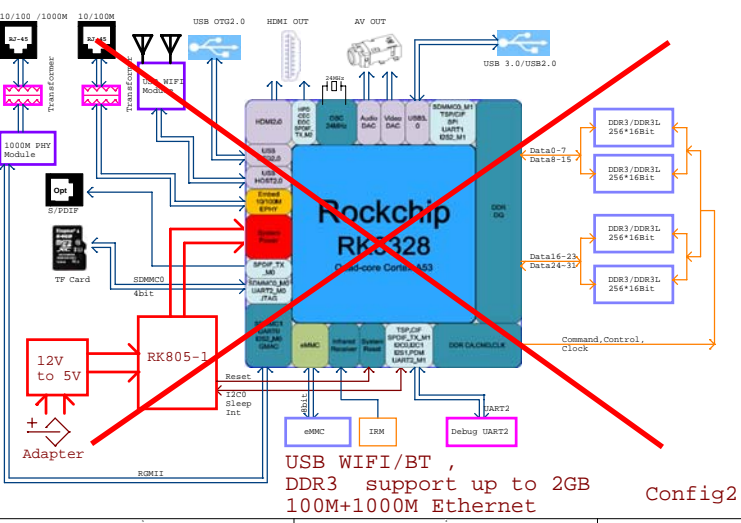 10/100 /1000M
10/100M
USB OTG2.0
HDMI OUT
AV OUT
RJ-45
RJ-45
USB 3.0/USB2.0
Transformer
Transformer
USB WIFI
Module
24MHz
1000M PHY
Module
HDMI2.0
HPD
CEC
SPDIF_
TX_M0
OSC
24MHz
Audio
DAC
Video
DAC
USB3.
0
SDMMC0_M1
TSP/CIF
SPI
UART1
I2S2_M1
DDR3/DDR3L
256*16Bit
Data0-7
Data8-15
USB
OTG2.0
USB
HOST2.0
DDR3/DDR3L
256*16Bit
Opt
S/PDIF
Embed
10/100M
EPHY
Rockchip
RK3328
Quad-core Cortex-A53
DDR
DQ
System
Power
DDR3/DDR3L
256*16Bit
Data16-23
Data24-31
DDR3/DDR3L
256*16Bit
TF Card
SDMMC0
4bit
SPDIF_TX
_M0
SDMMC0_M0
UART2_M0
JTAG
SDMMC1
UART0
I2S2_M0
GMAC
eMMC
Infrared
Receiver
System
Reset
TSP,CIF
SPDIF_TX_M1
I2C0,I2C1
I2S1,PDM
UART2_M1
DDR CA,CMD,CLK
Command,Control,
Clock
12V
to 5V
RK805-1
Reset
I2C0
Sleep
Int
8bit
UART2
Adapter
eMMC
IRM
Debug UART2
RGMII
USB WIFI/BT ,
DDR3 support up to 2GB
100M+1000M Ethernet
Config2